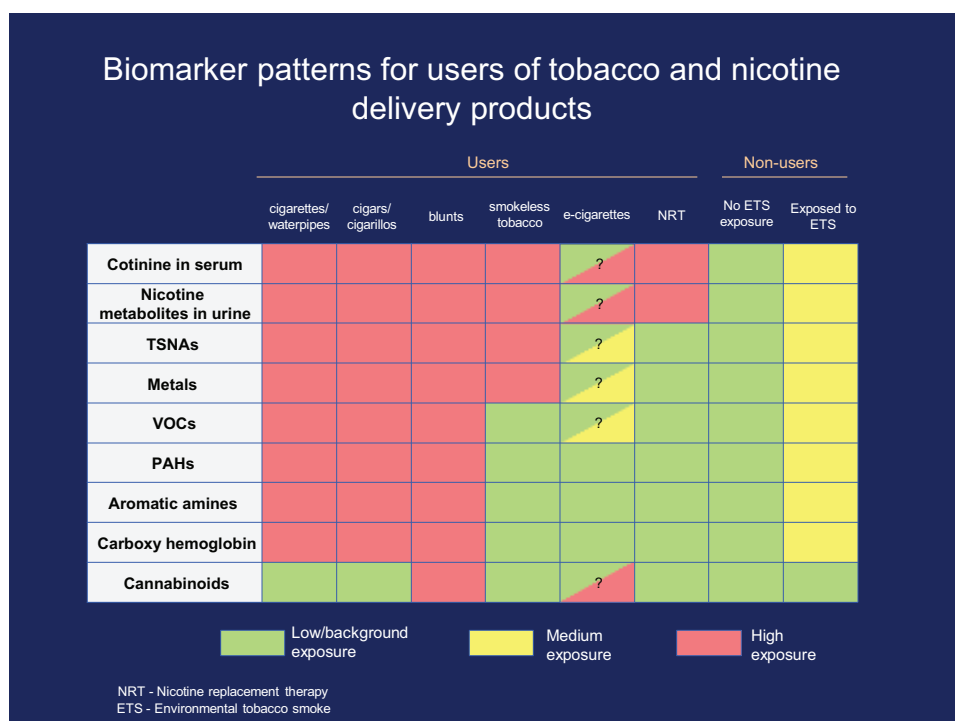 Biomarker patterns for users of tobacco and nicotine
delivery products
Users
Non-users
cigarettes/
waterpipes
cigars/
cigarillos
blunts
smokeless
tobacco
e-cigarettes
NRT
No ETS
exposure
Exposed to
ETS
Cotinine in serum
?
Nicotine
metabolites in urine
?
TSNAs
?
Metals
?
VOCs
?
PAHs
Aromatic amines
Carboxy hemoglobin
Cannabinoids
?
Low/background
exposure
Medium
exposure
High
exposure
NRT - Nicotine replacement therapy
ETS - Environmental tobacco smoke